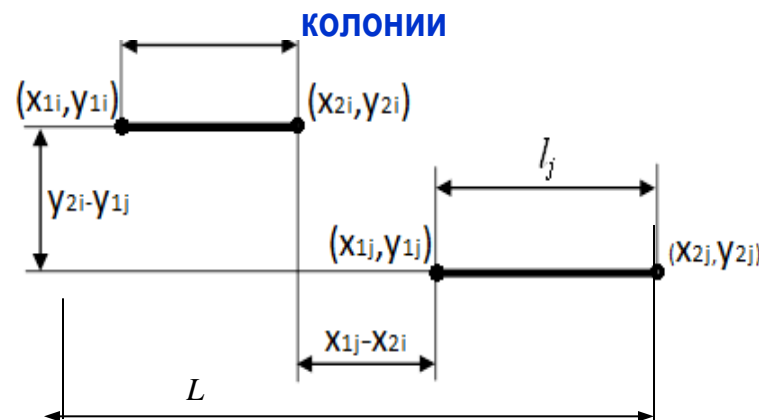 колонии
(x1i,y1i)
(x2i,y2i)
lj
y2i-y1j
(x1j,y1j)
(x2j,y2j)
x1j-x2i
L